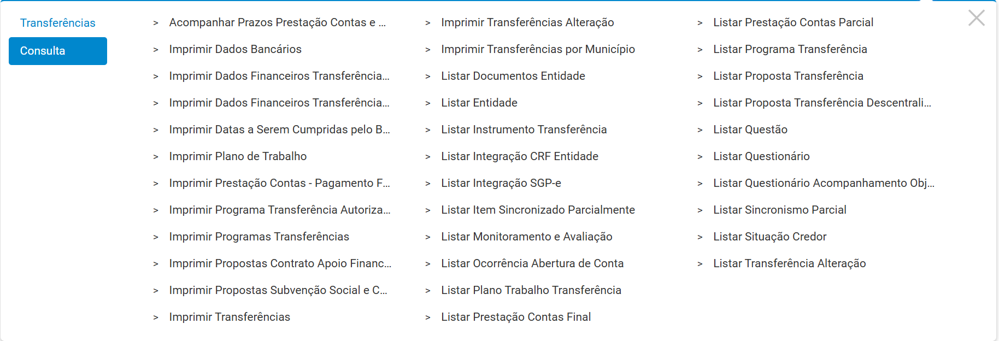 Transferências
Consulta
> Acompanhar Prazos Prestação Contas e ...
> Imprimir Dados Bancários
> Imprimir Dados Financeiros Transferência...
> Imprimir Dados Financeiros Transferência...
> Imprimir Datas a Serem Cumpridas pelo B...
> Imprimir Plano de Trabalho
> Imprimir Prestação Contas - Pagamento F...
> Imprimir Programa Transferência Autoriza...
> Imprimir Programas Transferências
> Imprimir Propostas Contrato Apoio Financ...
> Imprimir Propostas Subvenção Social e C...
> Imprimir Transferências
> Imprimir Transferências Alteração
> Imprimir Transferências por Município
> Listar Documentos Entidade
> Listar Entidade
> Listar Instrumento Transferência
> Listar Integração CRF Entidade
> Listar Integração SGP-e
> Listar Item Sincronizado Parcialmente
> Listar Monitoramento e Avaliação
> Listar Ocorrência Abertura de Conta
> Listar Plano Trabalho Transferência
> Listar Prestação Contas Final
> Listar Prestação Contas Parcial
> Listar Programa Transferência
> Listar Proposta Transferência
> Listar Proposta Transferência Descentrali...
> Listar Questão
> Listar Questionário
> Listar Questionário Acompanhamento Obj...
> Listar Sincronismo Parcial
> Listar Situação Credor
> Listar Transferência Alteração